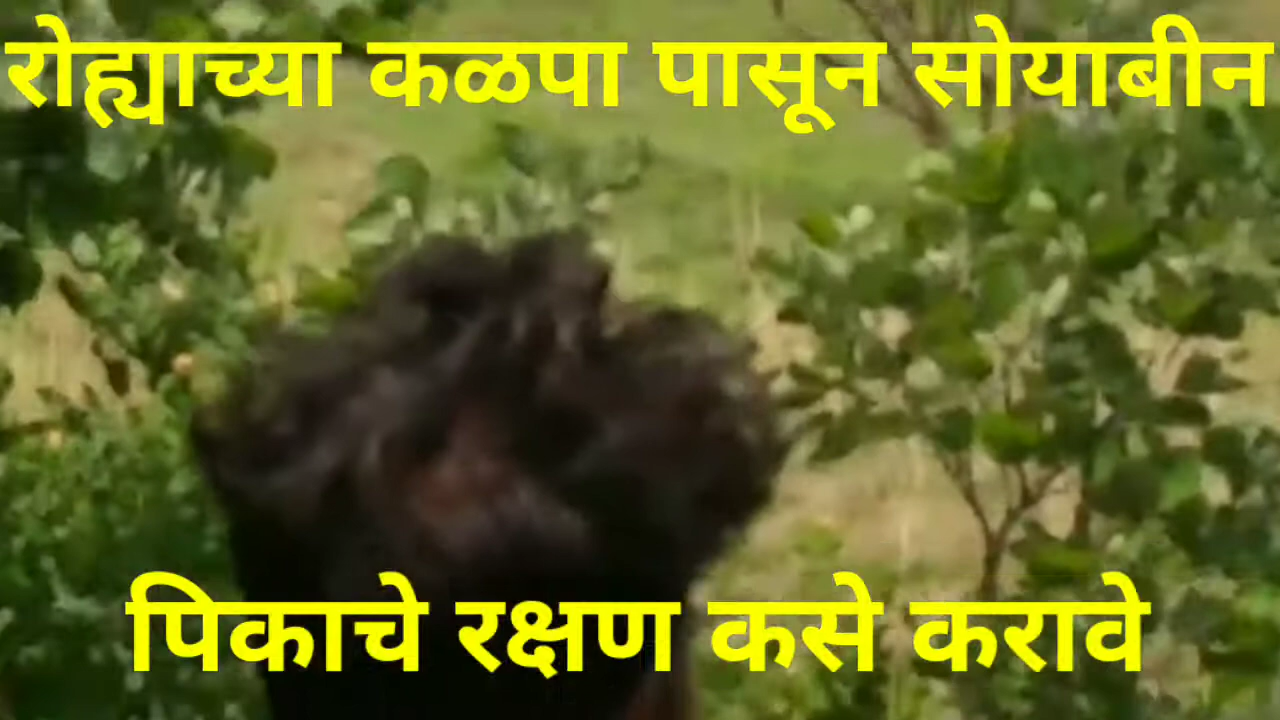 रोह्याच्या कळपा पासून सोयाबीन
पिकाचे रक्षण कसे करावे